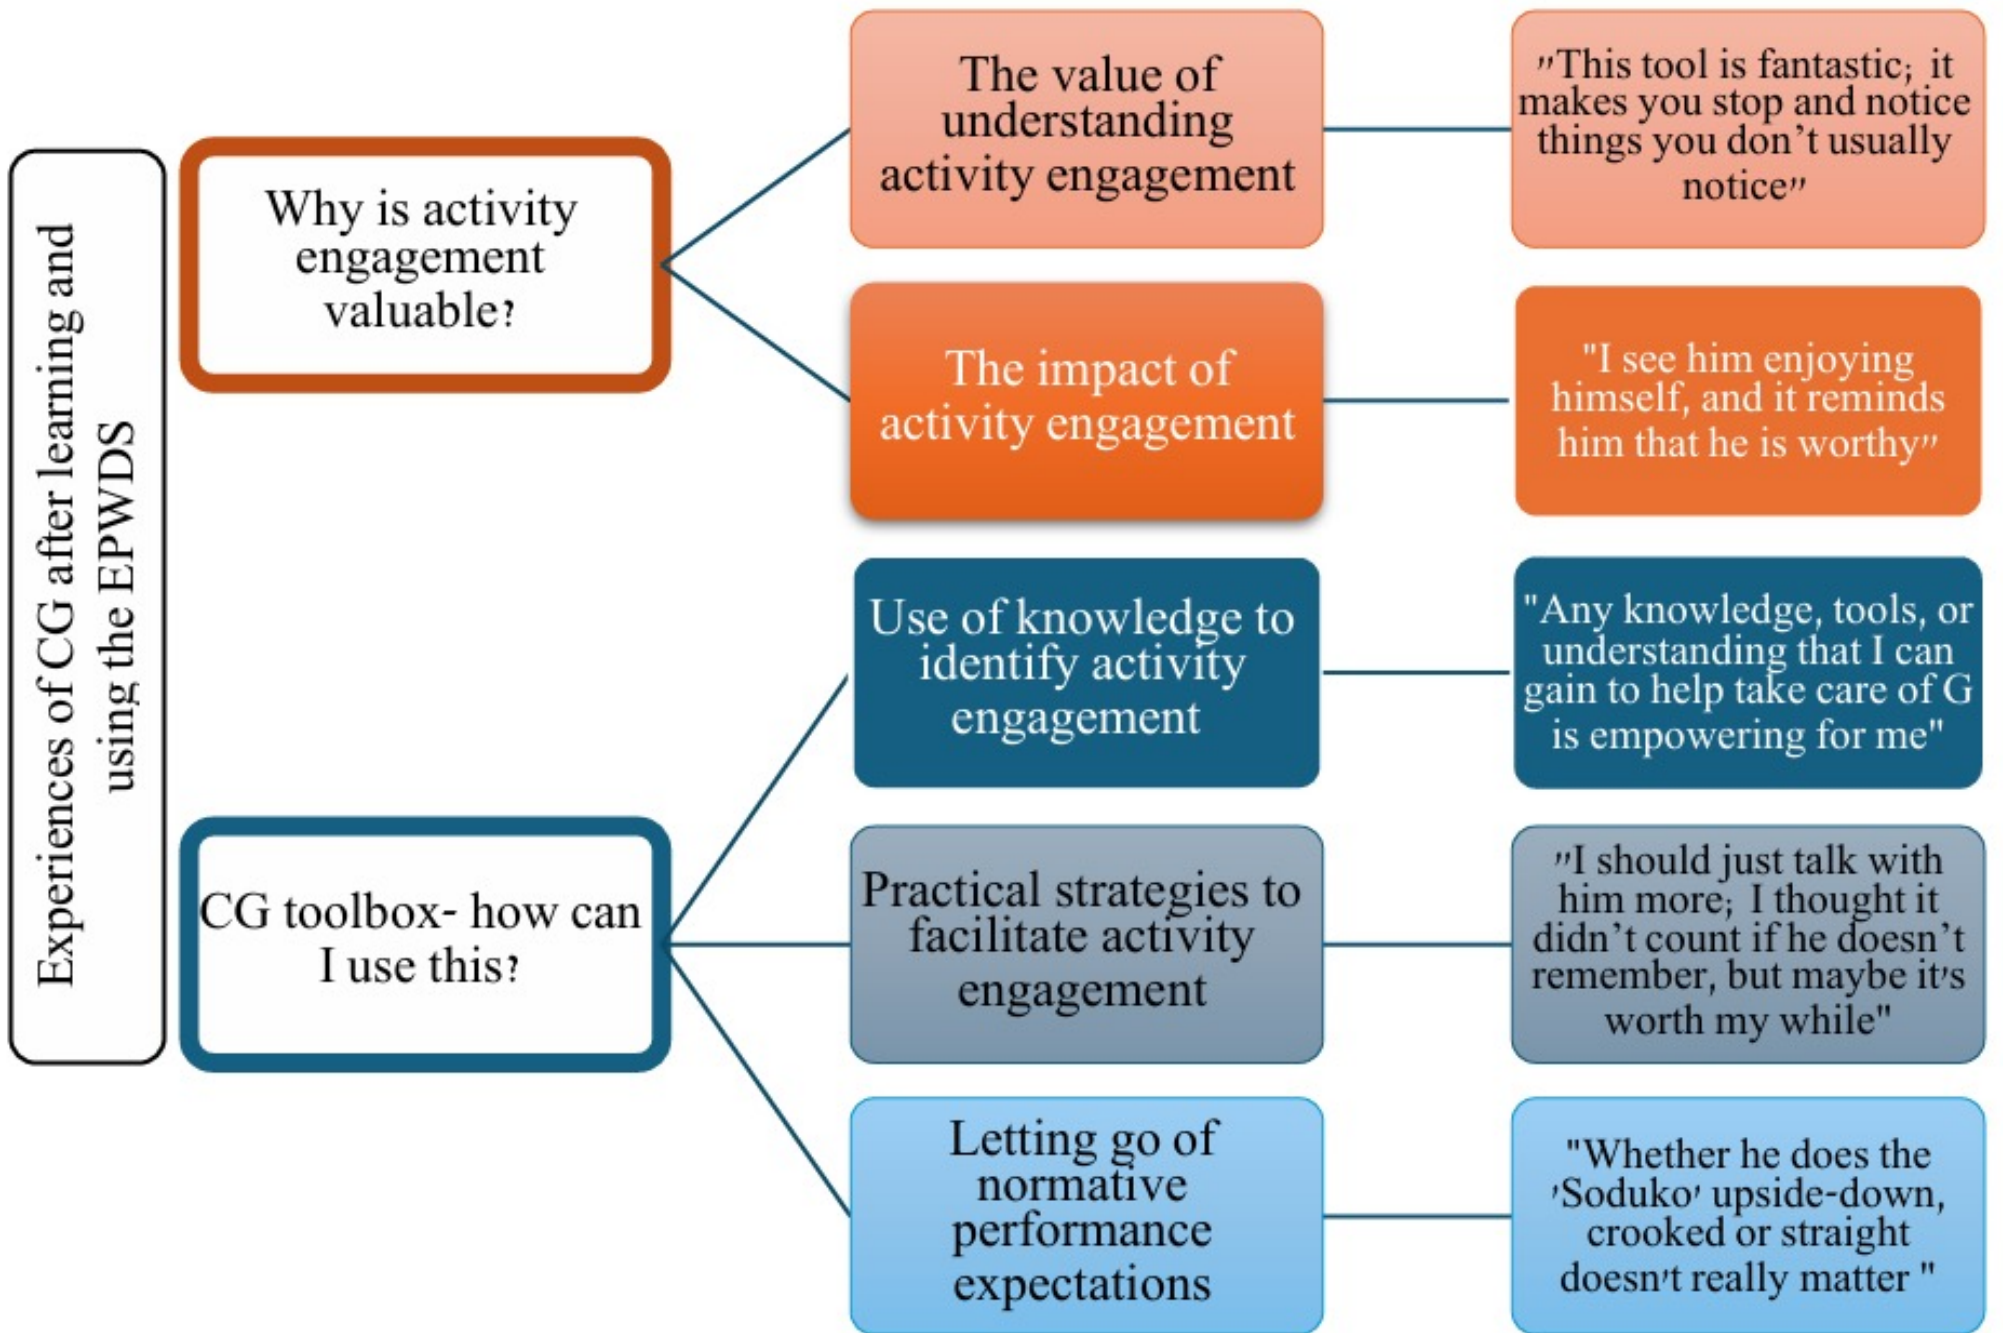 Experiences of CG after learning and
using the EPWDS
Why is activity
engagement
valuable?
The value of
understanding
activity engagement
"This tool is fantastic; it
makes you stop and notice
things you don't usually
notice"
The impact of
activity engagement
"I see him enjoying
himself, and it reminds
him that he is worthy"
CG toolbox- how can
I use this?
Use of knowledge to
identify activity
engagement
"Any knowledge, tools, or
understanding that I can
gain to help take care of G
is empowering for me"
Practical strategies to
facilitate activity
engagement
"I should just talk with
him more; I thought it
didn't count if he doesn't
remember, but maybe it's
worth my while"
Letting go of
normative
performance
expectations
"Whether he does the
'Soduko' upside-down,
crooked or straight
doesn't really matter "